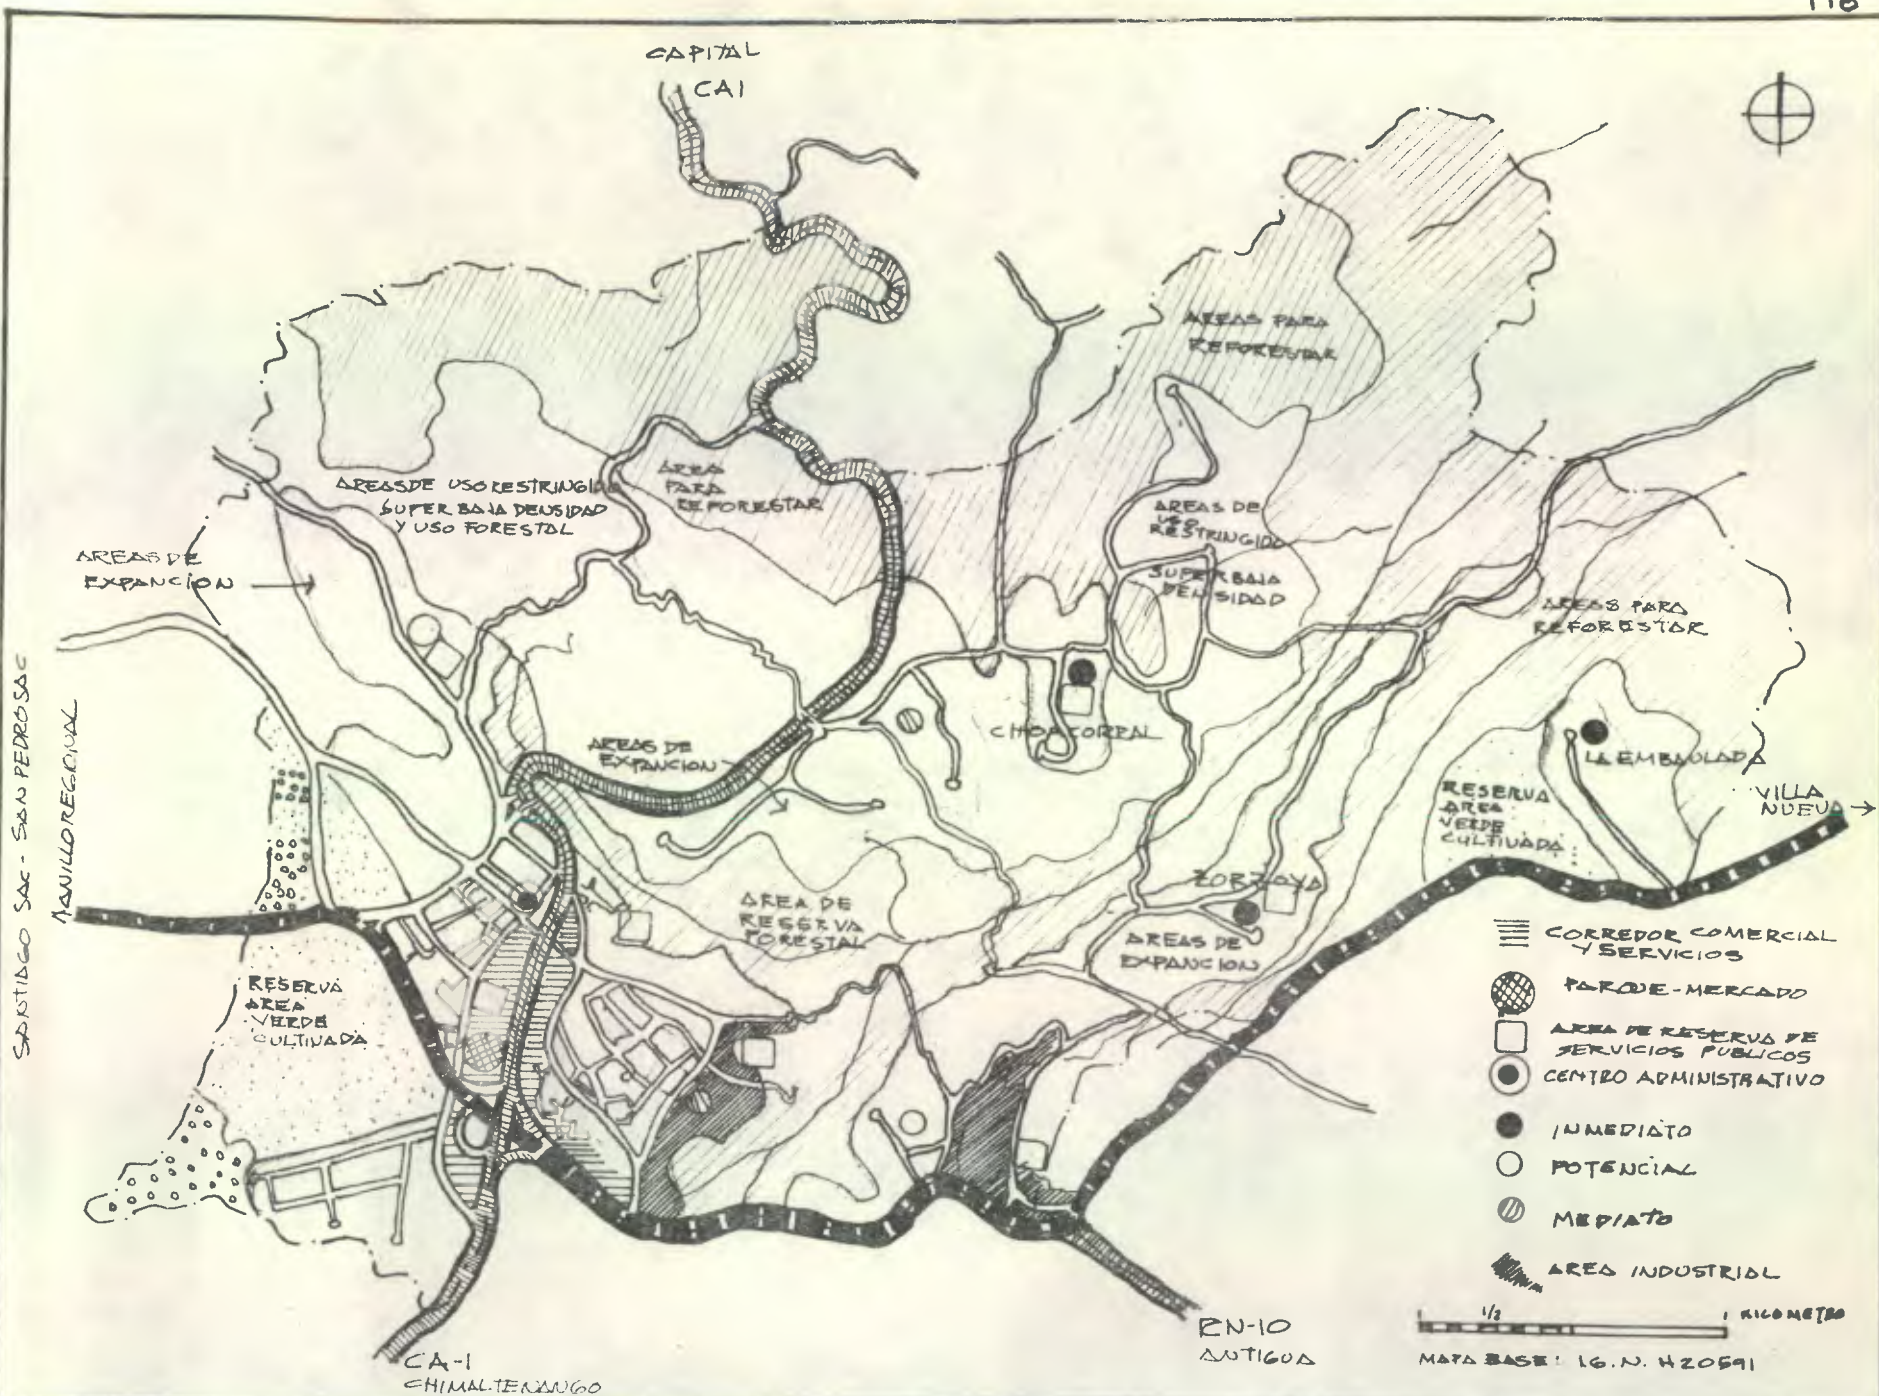 118
CAPITAL
CA1
AREAS PARA
REFORESTAR
AREAS DE USO RESTRINGIDO
SUPER BAJA DENSIDAD
Y USO FORESTAL
AREA
PARA
REFORESTAR
AREAS DE
USO
RESTRINGIDO
SUPER BAJA
DENSIDAD
AREAS DE
EXPANCION
AREAS PARA
REFORESTAR
SANTIAGO SAC - SAN PEDRO SAC
MANILLO REGIONAL
AREAS DE
EXPANCION
CHOACORRAL
LA EMBAULADA
RESERVA
AREA
VERDE
CULTIVADA
VILLA
NUEVA
ZORZOYA
AREA DE
RESERVA
FORESTAL
AREAS DE
EXPANCION
RESERVA
AREA
VERDE
CULTIVADA
CORREDOR COMERCIAL
Y SERVICIOS
PARQUE-MERCADO
AREA DE RESERVA DE
SERVICIOS PUBLICOS
CENTRO ADMINISTRATIVO
INMEDIATO
POTENCIAL
MEDIATO
AREA INDUSTRIAL
1/2 1 KILOMETRO
MAPA BASE: I.G.N. H20591
RN-10
ANTIGUA
CA-1
CHIMALTENANGO